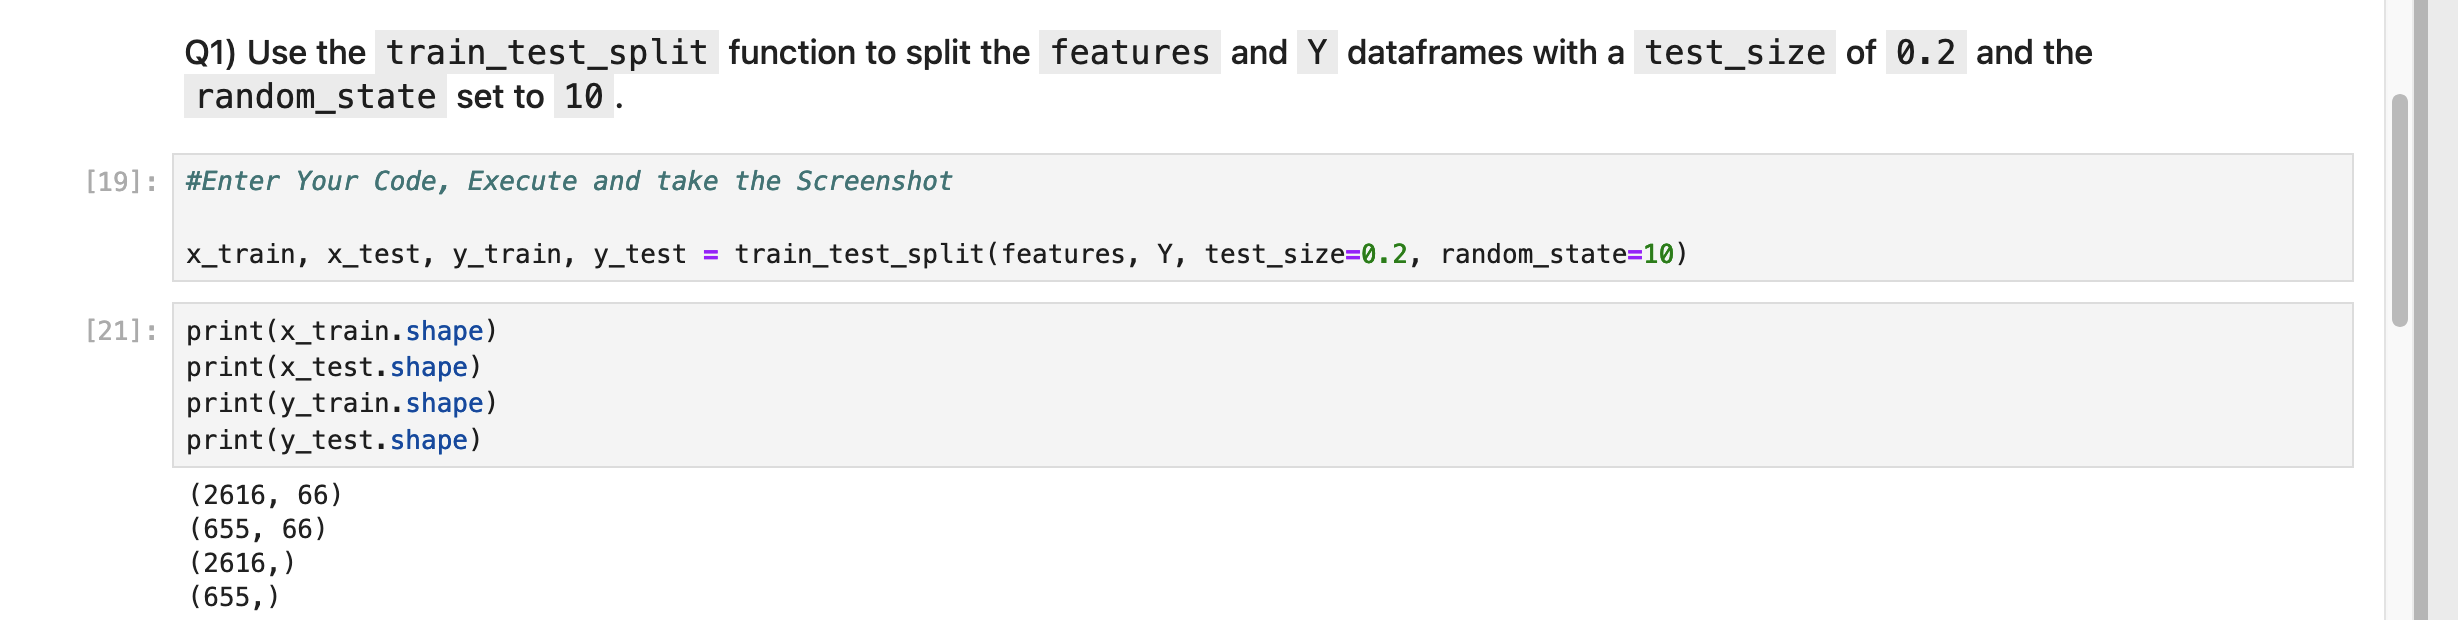 Q1) Use the train_test_split function to split the features and Y dataframes with a test_size of 0.2 and the
random_state set to 10.
[19]: #Enter Your Code, Execute and take the Screenshot
x_train, x_test, y_train, y_test = train_test_split(features, Y, test_size=0.2, random_state=10)
[21]: print(x_train.shape)
print(x_test.shape)
print(y_train.shape)
print(y_test.shape)
(2616, 66)
(655, 66)
(2616,)
(655,)